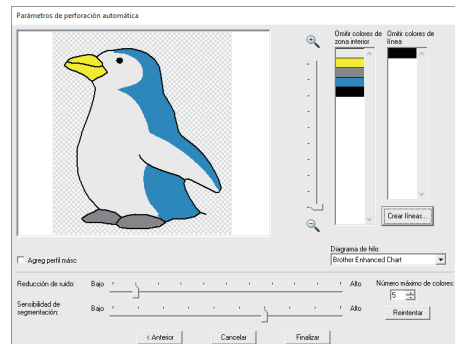 Parámetros de perforación automática
Omitir colores de zona interior
Omitir colores de línea
Crear líneas...
Diagrama de hilo:
Brother Enhanced Chart
Agreg perfil másc
Reducción de ruido:
Bajo
Alto
Número máximo de colores:
5
Sensibilidad de segmentación:
Bajo
Alto
Reintentar
< Anterior
Cancelar
Finalizar